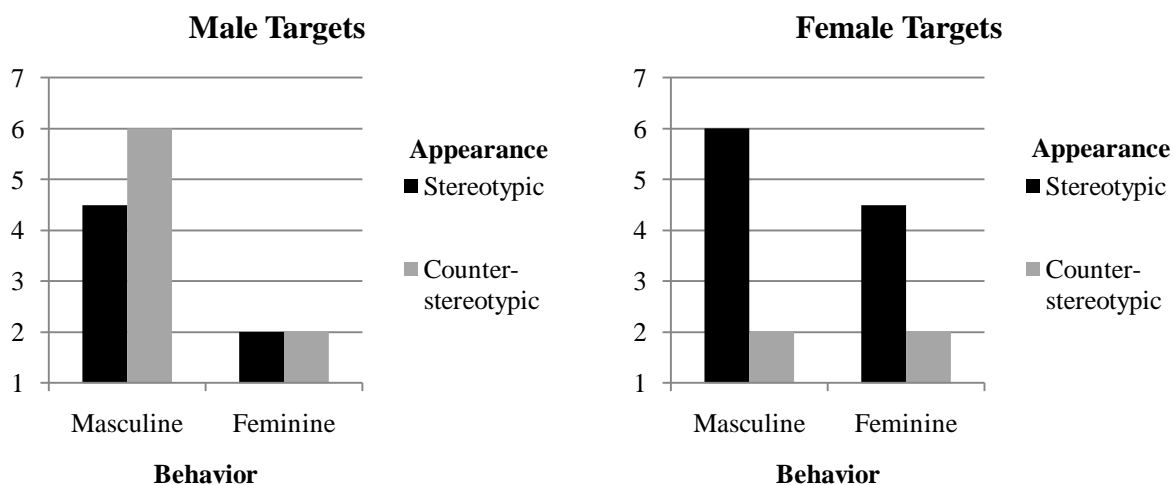 Male Targets
7
6
5
4
3
2
1
Masculine Feminine
Behavior
Appearance
Stereotypic
Counter-
stereotypic
Female Targets
7
6
5
4
3
2
1
Masculine Feminine
Behavior
Appearance
Stereotypic
Counter-
stereotypic